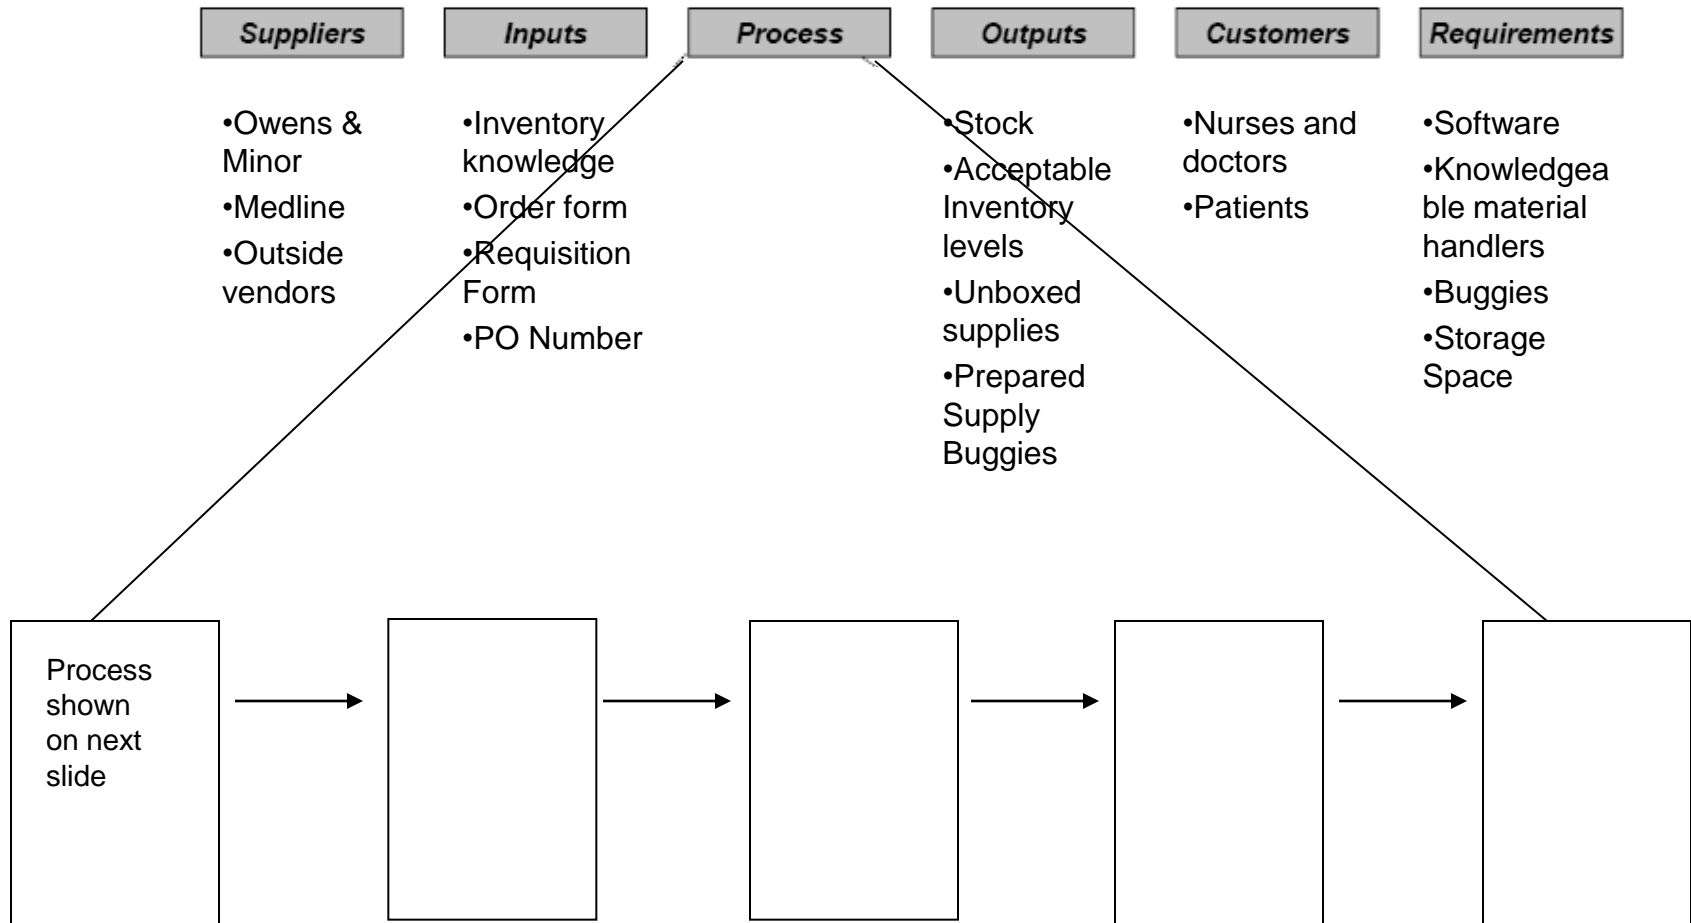 Suppliers
Inputs
Process
Outputs
Customers
Requirements
•Owens &
Minor
•Medline
•Outside
vendors
•Inventory
knowledge
•Order form
•Requisition
Form
•PO Number
•Stock
•Acceptable
Inventory
levels
•Unboxed
supplies
•Prepared
Supply
Buggies
•Nurses and
doctors
•Patients
•Software
•Knowledgea
ble material
handlers
•Buggies
•Storage
Space
Process
shown
on next
slide